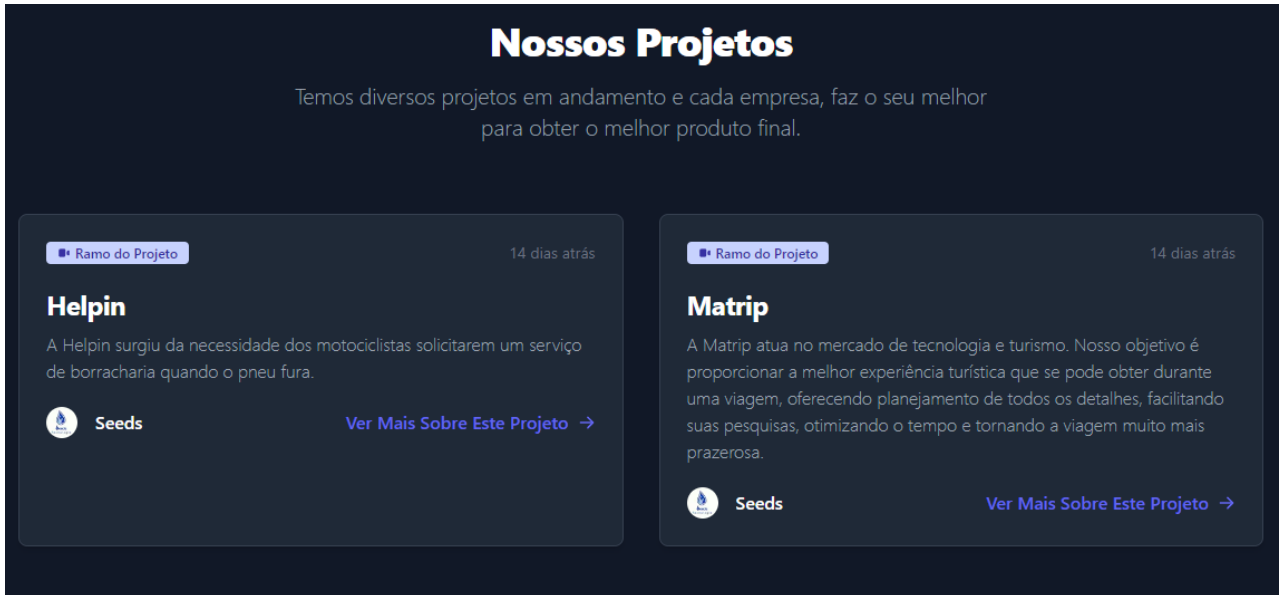 Nossos Projetos
Temos diversos projetos em andamento e cada empresa, faz o seu melhor
para obter o melhor produto final.
Ramo do Projeto
14 dias atrás
Helpin
A Helpin surgiu da necessidade dos motociclistas solicitarem um serviço
de borracharia quando o pneu fura.
Seeds
Ver Mais Sobre Este Projeto →
Ramo do Projeto
14 dias atrás
Matrip
A Matrip atua no mercado de tecnologia e turismo. Nosso objetivo é
proporcionar a melhor experiência turística que se pode obter durante
uma viagem, oferecendo planejamento de todos os detalhes, facilitando
suas pesquisas, otimizando o tempo e tornando a viagem muito mais
prazerosa.
Seeds
Ver Mais Sobre Este Projeto →